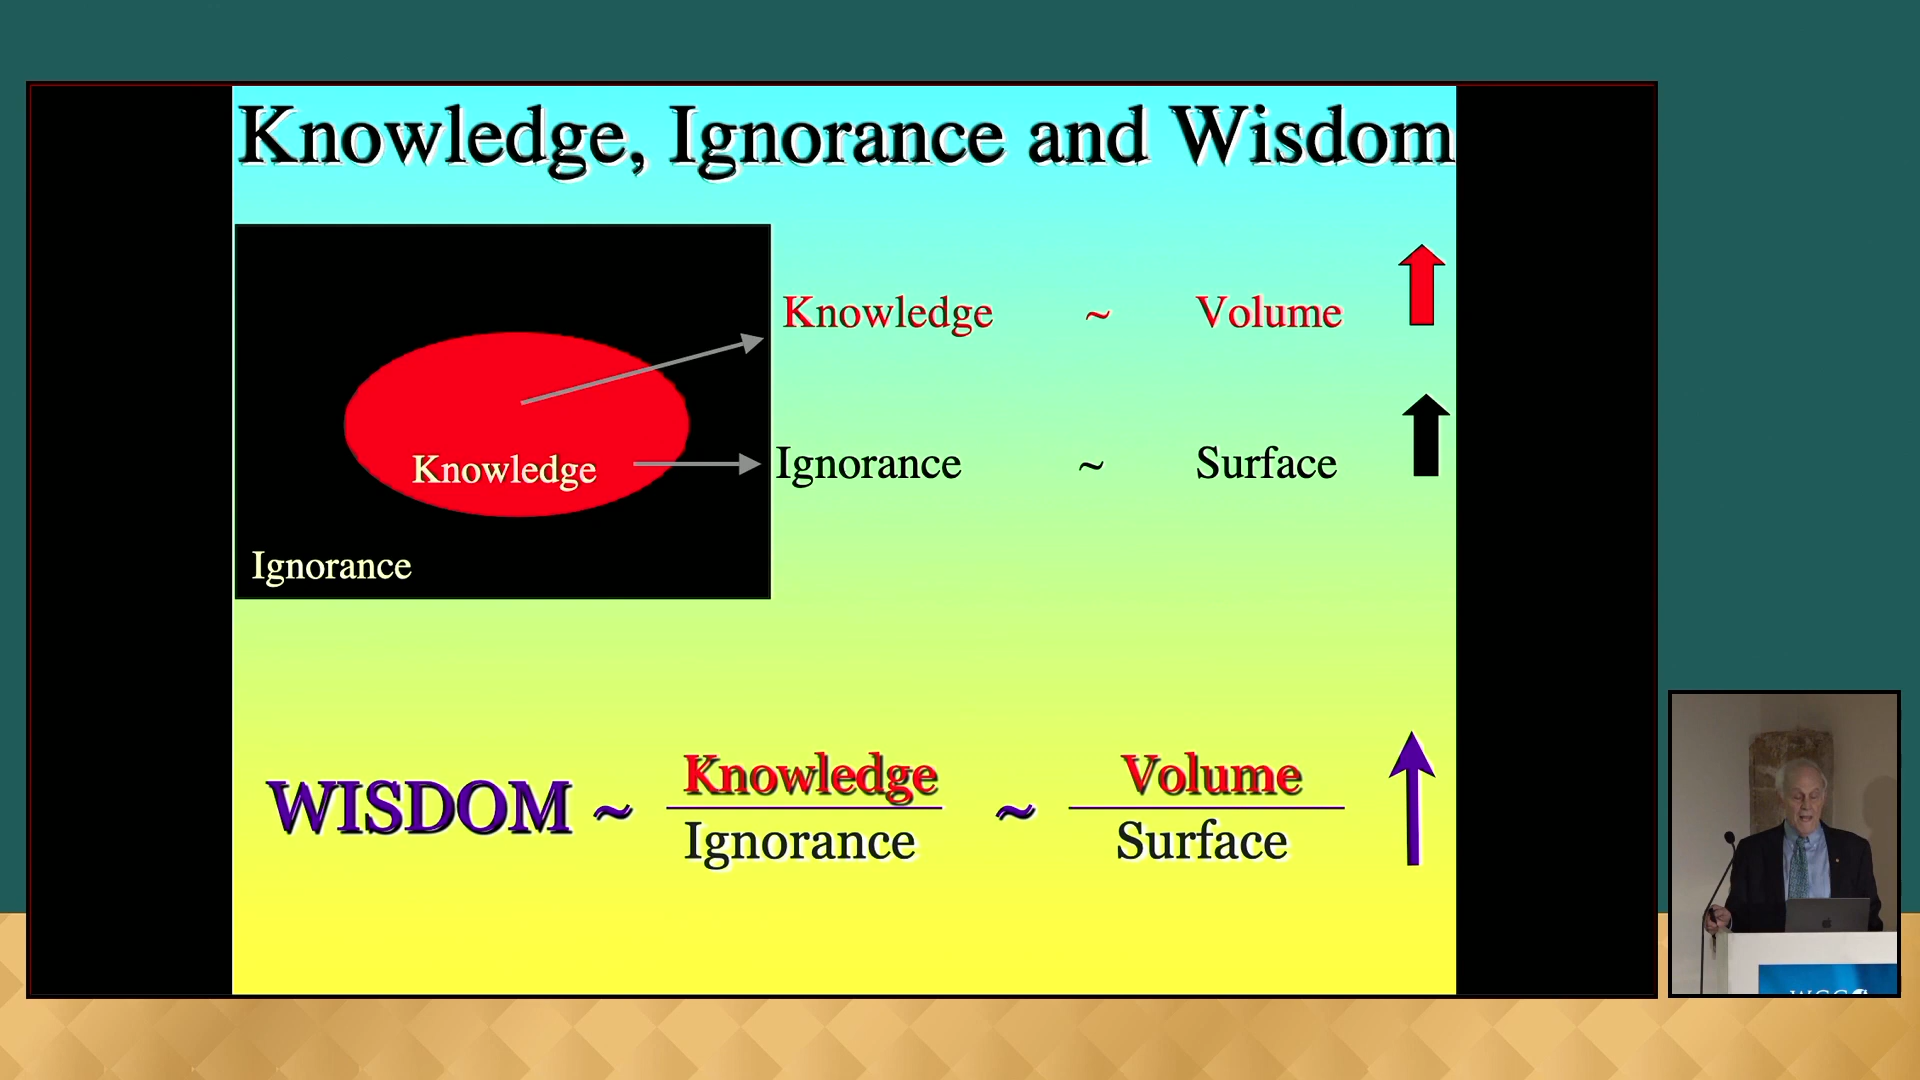 Knowledge, Ignorance and Wisdom
Knowledge ~ Volume
Knowledge
Ignorance ~ Surface
Ignorance
WISDOM ~ Knowledge / Ignorance ~ Volume / Surface